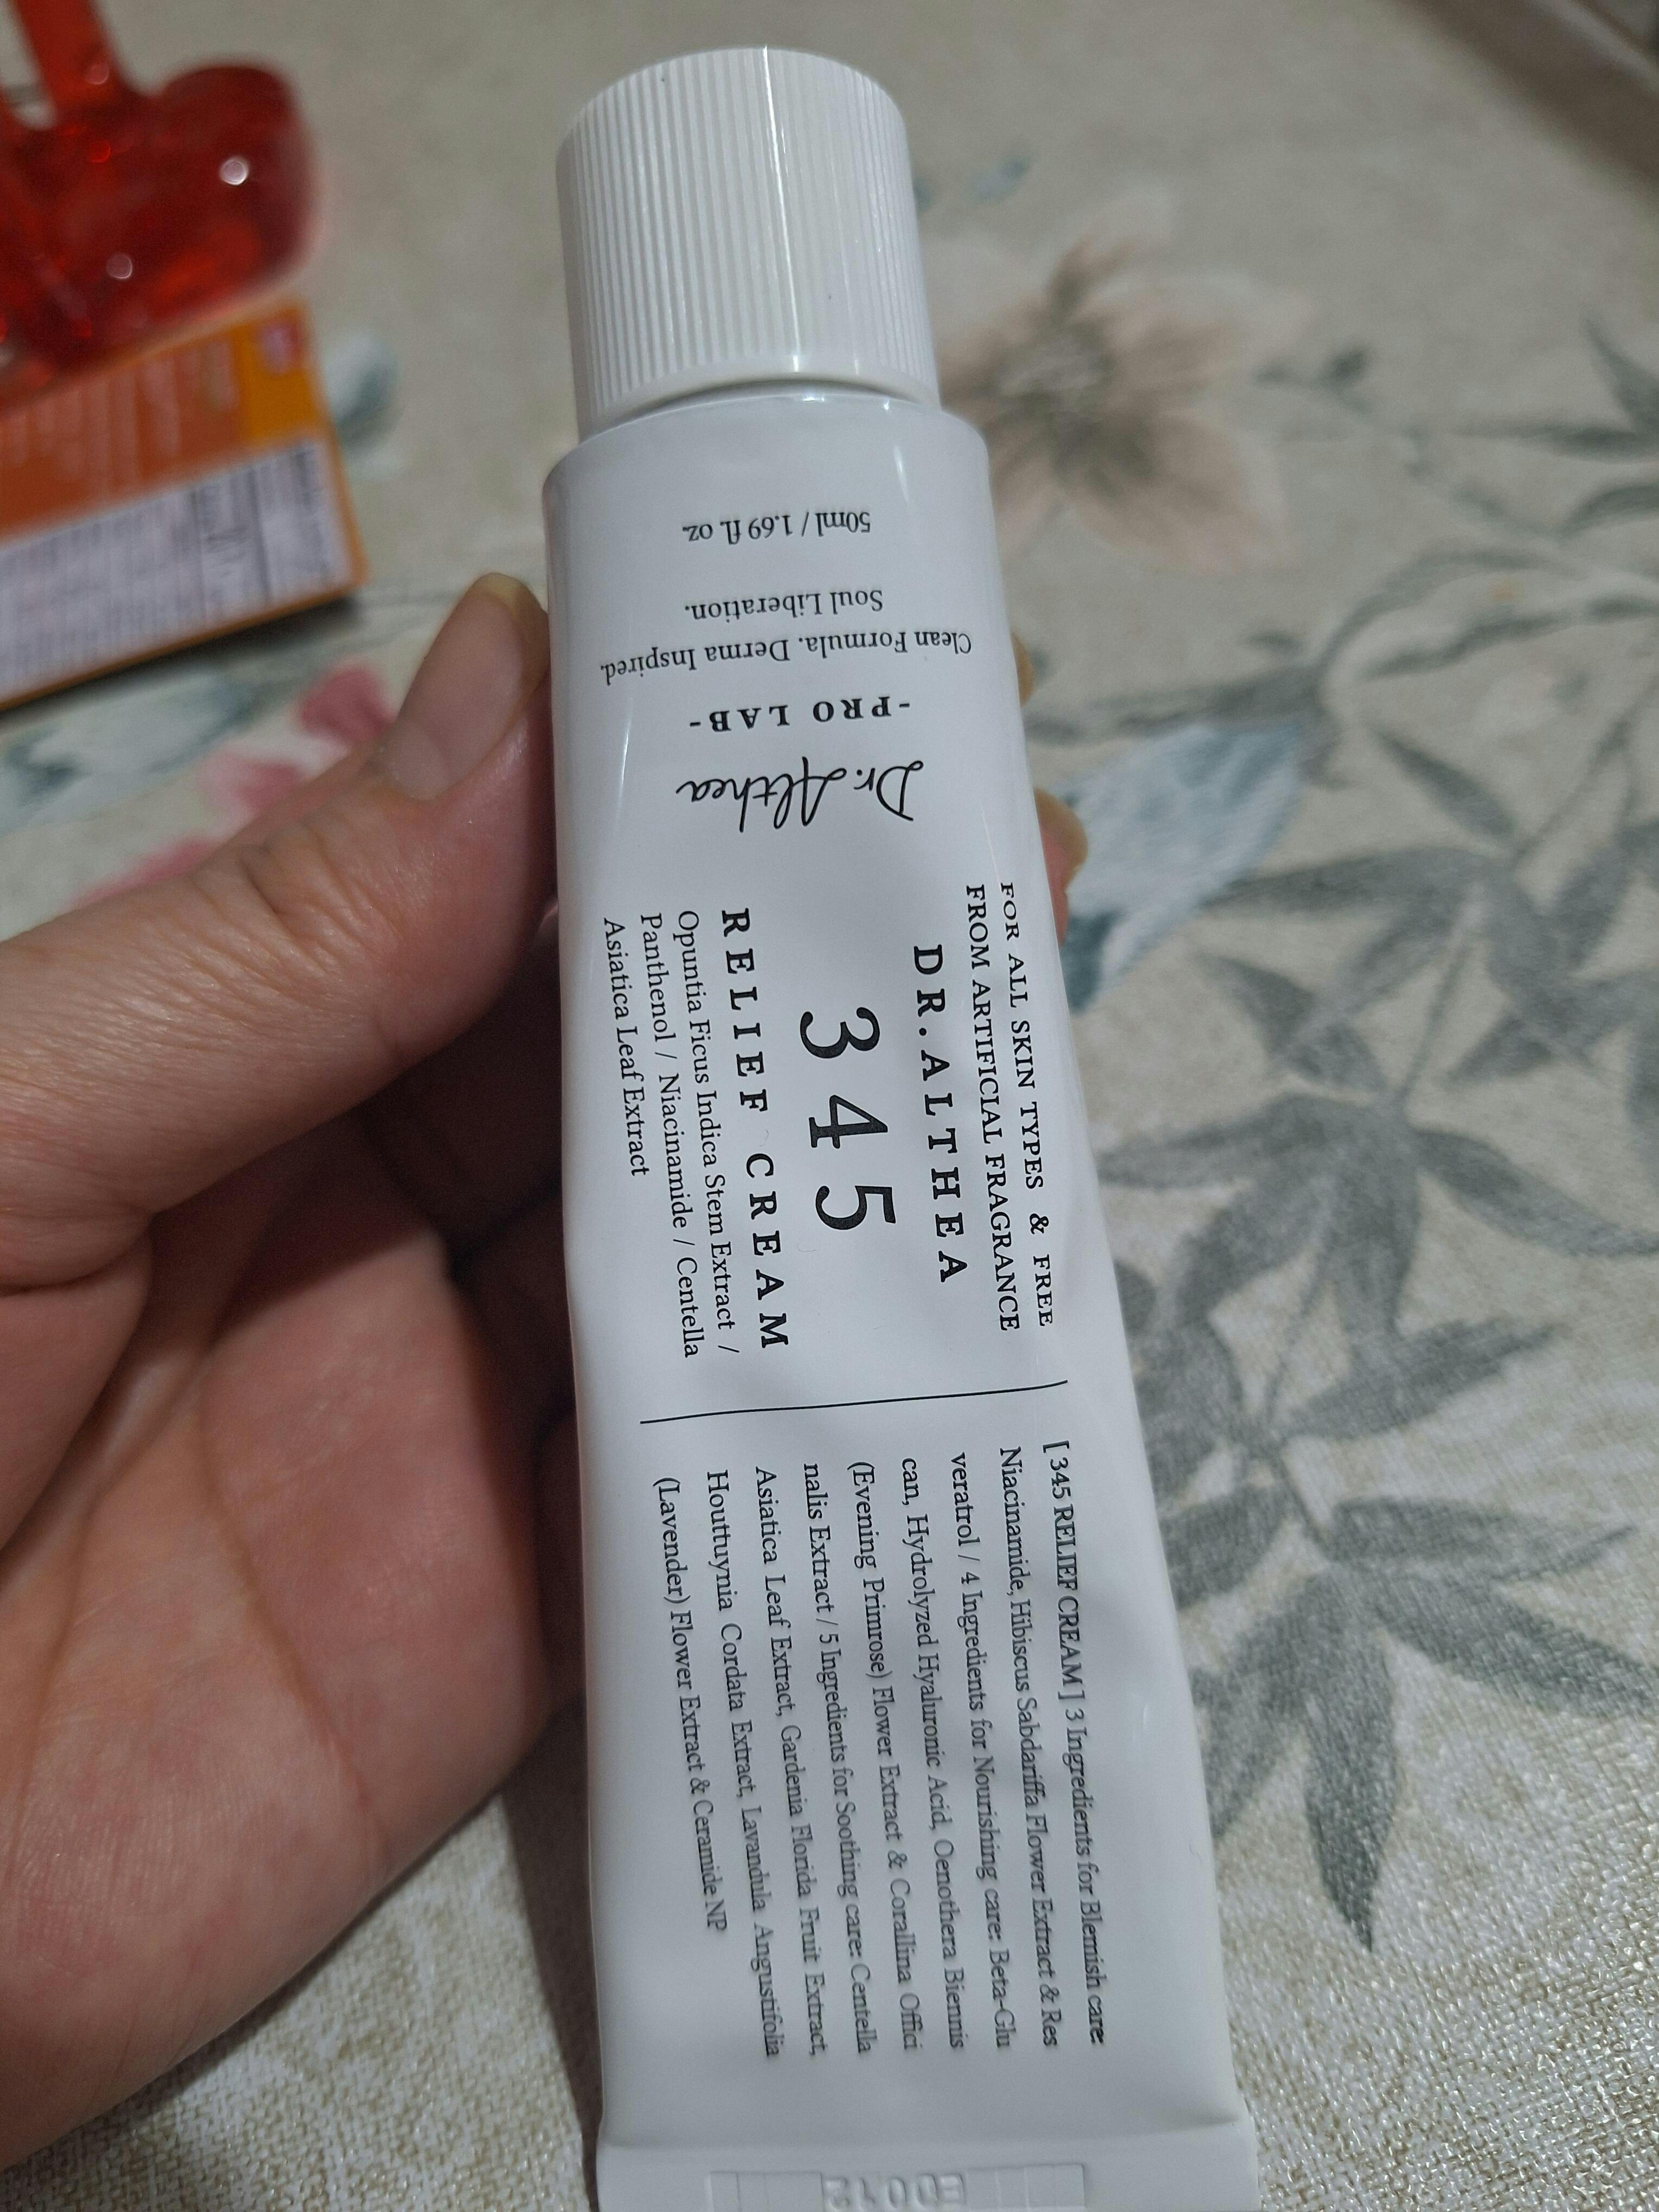 50ml / 1.69 fl. oz.
Soul Liberation.
Clean Formula. Derma Inspired.
-PRO LAB-
Dr.Althea
FOR ALL SKIN TYPES & FREE
FROM ARTIFICIAL FRAGRANCE
DR.ALTHEA
345
RELIEF CREAM
Opuntia Ficus Indica Stem Extract /
Panthenol / Niacinamide / Centella
Asiatica Leaf Extract
[345 RELIEF CREAM] 3 Ingredients for Blemish care:
Niacinamide, Hibiscus Sabdariffa Flower Extract & Res
veratrol / 4 Ingredients for Nourishing care: Beta-Glu
can, Hydrolyzed Hyaluronic Acid, Oenothera Biennis
(Evening Primrose) Flower Extract & Corallina Offici
nalis Extract / 5 Ingredients for Soothing care: Centella
Asiatica Leaf Extract, Gardenia Florida Fruit Extract,
Houttuynia Cordata Extract, Lavandula Angustifolia
(Lavender) Flower Extract & Ceramide NP